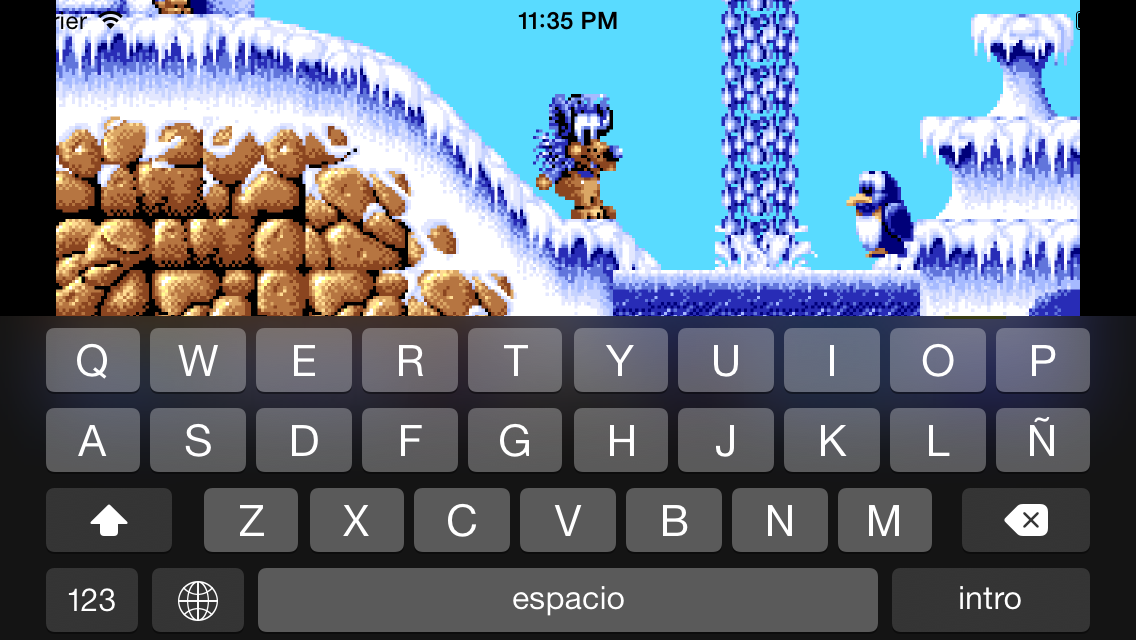 rier 11:35 PM
Q W E R T Y U I O P
A S D F G H J K L Ñ
Z X C V B N M
123 espacio intro